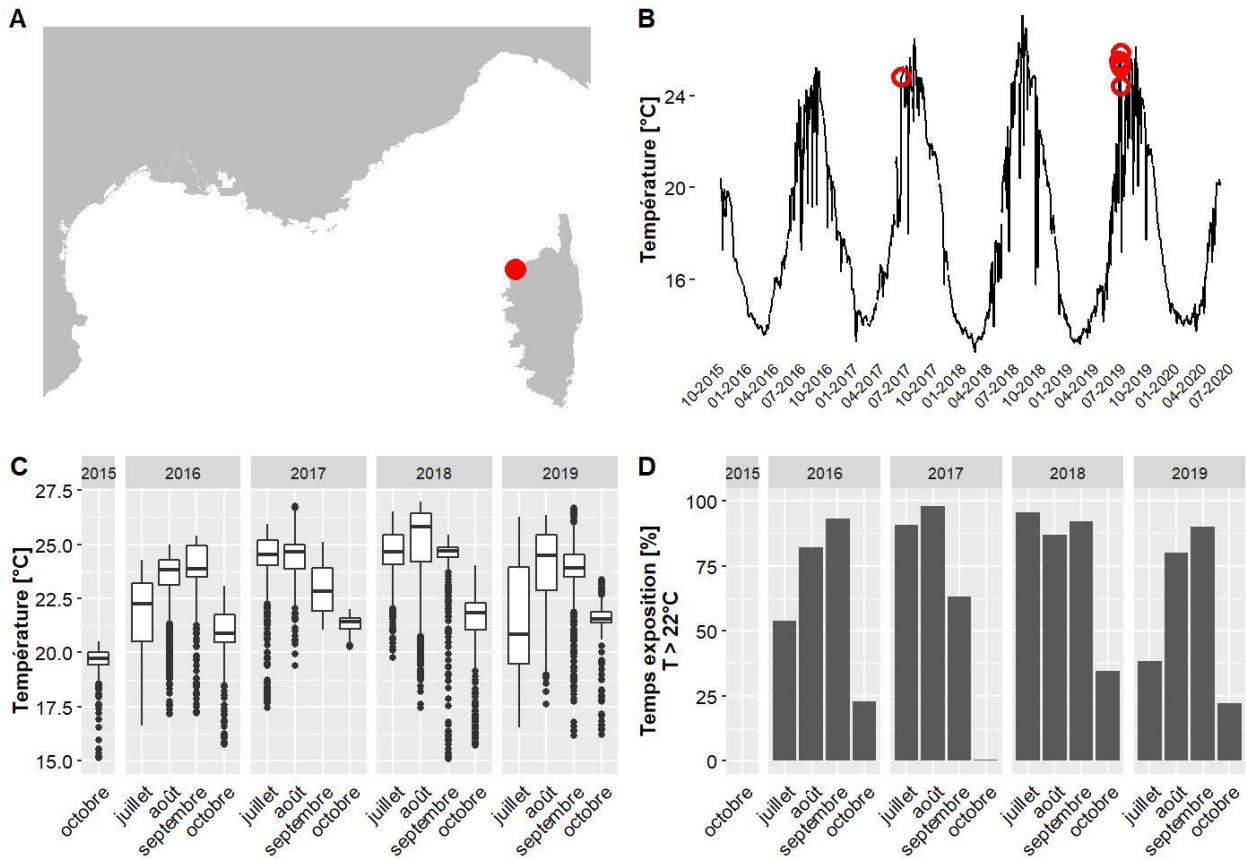 A
B
Température [°C]
24
20
16
10-2015
01-2016
04-2016
07-2016
10-2016
01-2017
04-2017
07-2017
10-2017
01-2018
04-2018
07-2018
10-2018
01-2019
04-2019
07-2019
10-2019
01-2020
04-2020
07-2020
C
2015
2016
2017
2018
2019
Température [°C]
27.5
25.0
22.5
20.0
17.5
15.0
octobre
juillet
août
septembre
octobre
juillet
août
septembre
octobre
juillet
août
septembre
octobre
juillet
août
septembre
octobre
D
2015
2016
2017
2018
2019
Temps exposition [%]
T > 22°C
100
75
50
25
0
octobre
juillet
août
septembre
octobre
juillet
août
septembre
octobre
juillet
août
septembre
octobre
juillet
août
septembre
octobre